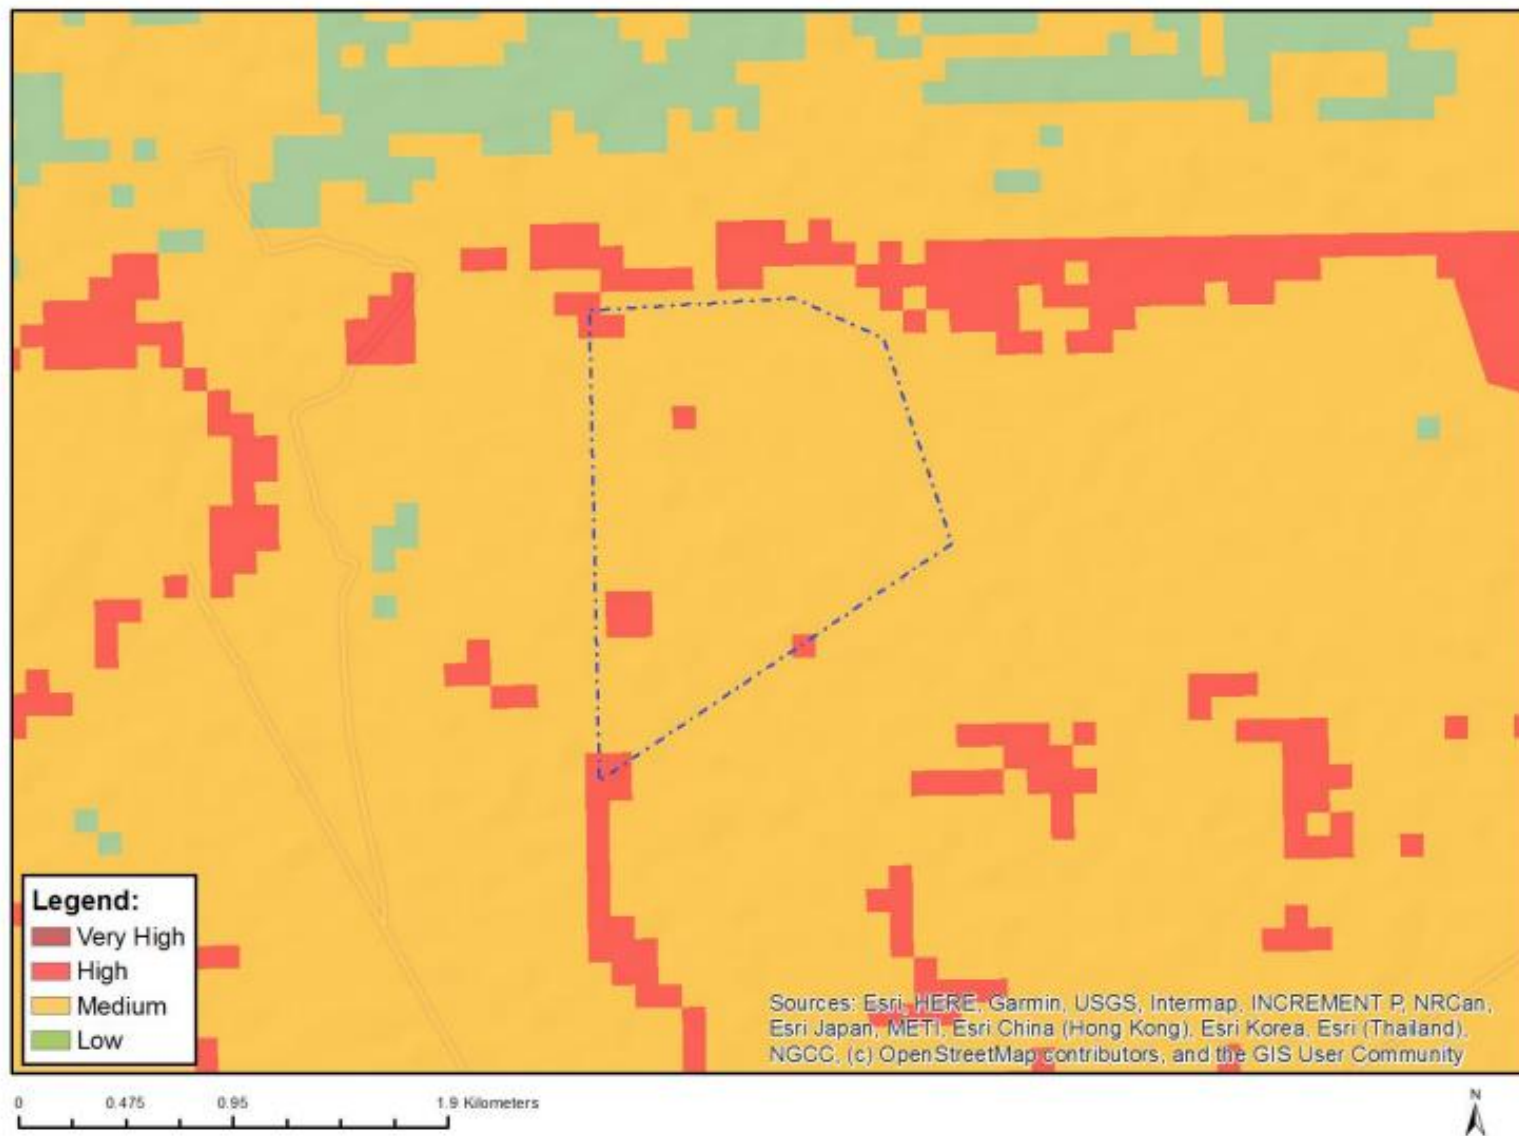 Legend:
Very High
High
Medium
Low
Sources: Esri, HERE, Garmin, USGS, Intermap, INCREMENT P, NRCan,
Esri Japan, METI, Esri China (Hong Kong), Esri Korea, Esri (Thailand),
NGCC, (c) OpenStreetMap contributors, and the GIS User Community
0 0.475 0.95 1.9 Kilometers
N